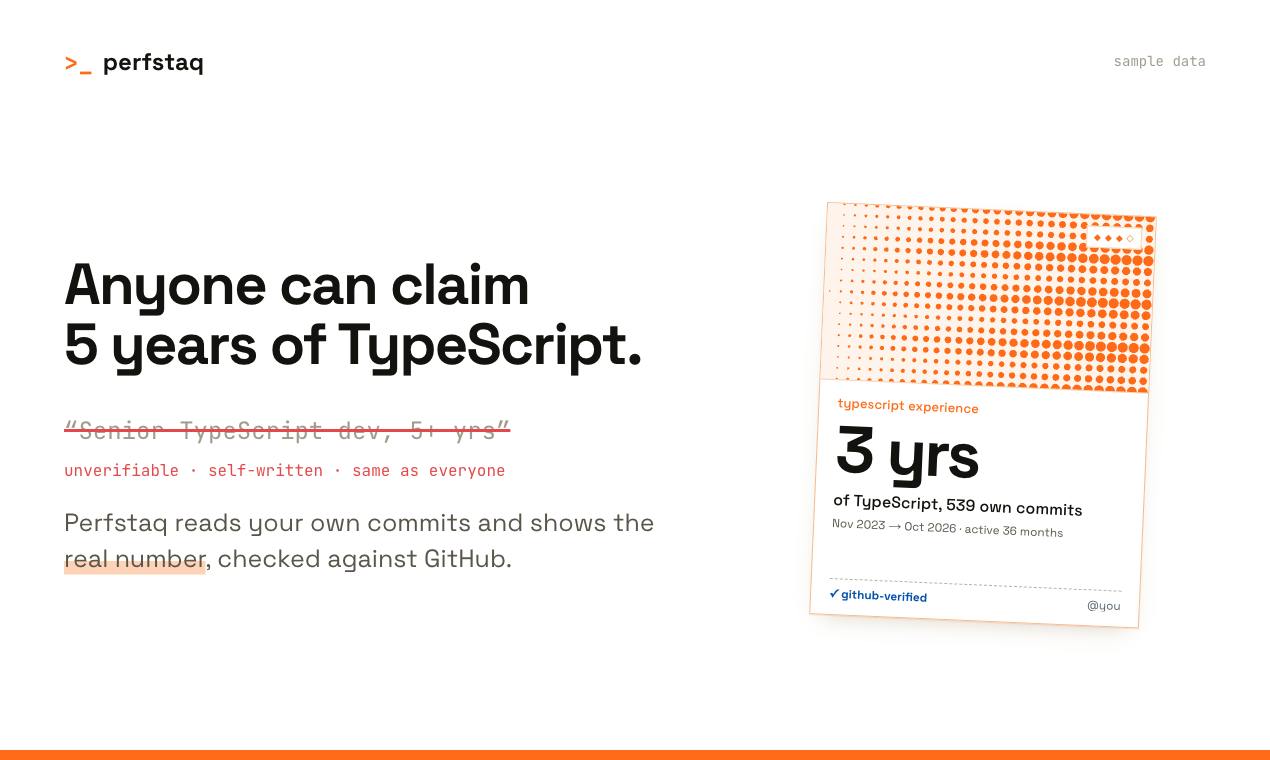 >_ perfstaq
sample data
Anyone can claim
5 years of TypeScript.
“Senior TypeScript dev, 5+ yrs”
unverifiable · self-written · same as everyone
Perfstaq reads your own commits and shows the
real number, checked against GitHub.
typescript experience
3 yrs
of TypeScript, 539 own commits
Nov 2023 → Oct 2026 · active 36 months
✓ github-verified
@you